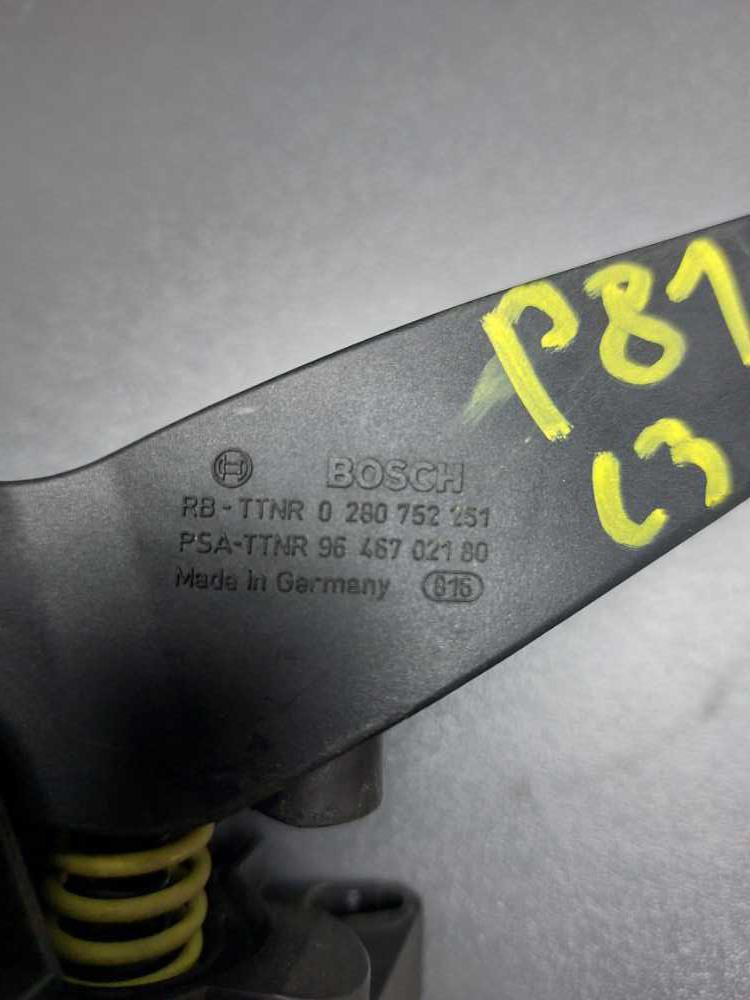 P81
C3
BOSCH
RB-TTNR 0 280 752 251
PSA-TTNR 96 467 021 80
Made in Germany 816